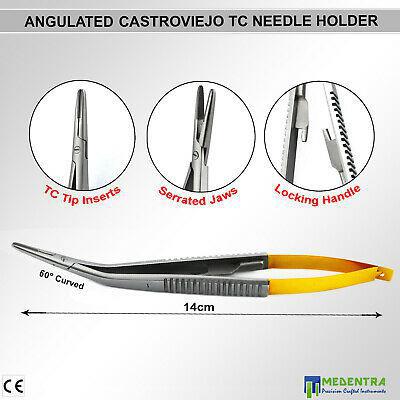 ANGULATED CASTROVIEJO TC NEEDLE HOLDER
TC Tip Inserts
Serrated Jaws
Locking Handle
60° Curved
14cm
CE
MEDENTRA
Precision Crafted Instruments